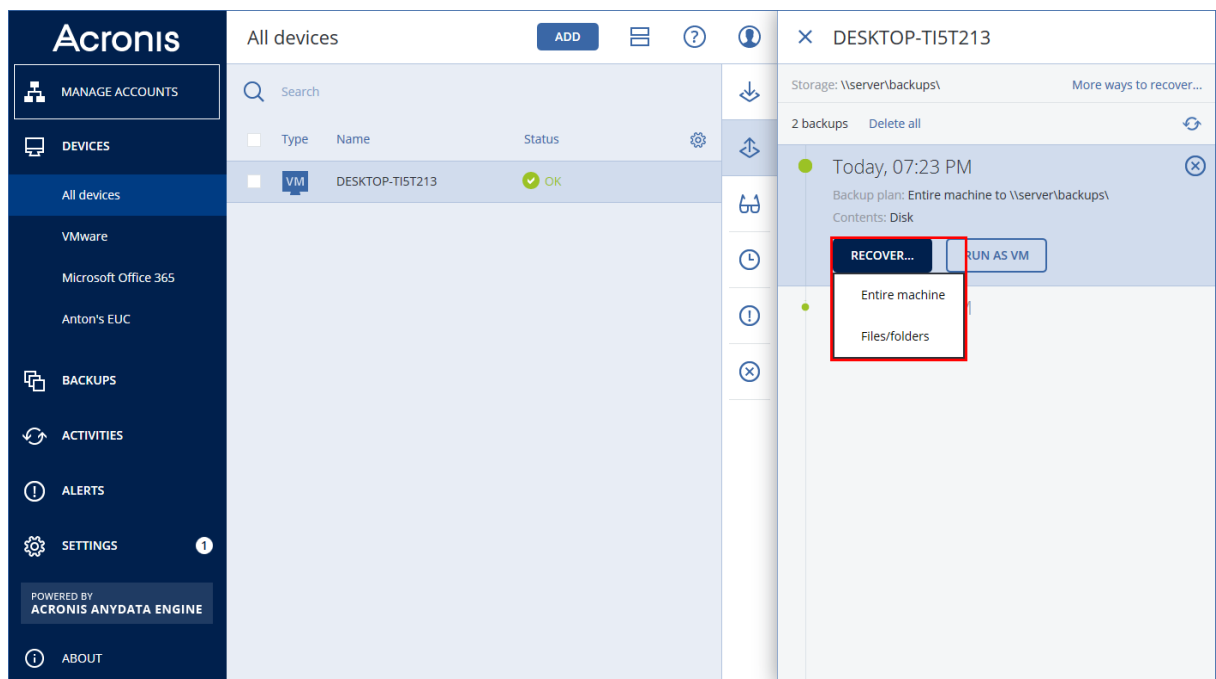 Acronis
MANAGE ACCOUNTS
DEVICES
All devices
VMware
Microsoft Office 365
Anton's EUC
BACKUPS
ACTIVITIES
ALERTS
SETTINGS 1
POWERED BY
ACRONIS ANYDATA ENGINE
ABOUT
All devices ADD ?
Search
Type Name Status
VM DESKTOP-TI5T213 OK
DESKTOP-TI5T213
Storage: \\server\backups\ More ways to recover...
2 backups Delete all
Today, 07:23 PM
Backup plan: Entire machine to \\server\backups\
Contents: Disk
RECOVER... RUN AS VM
Entire machine
Files/folders